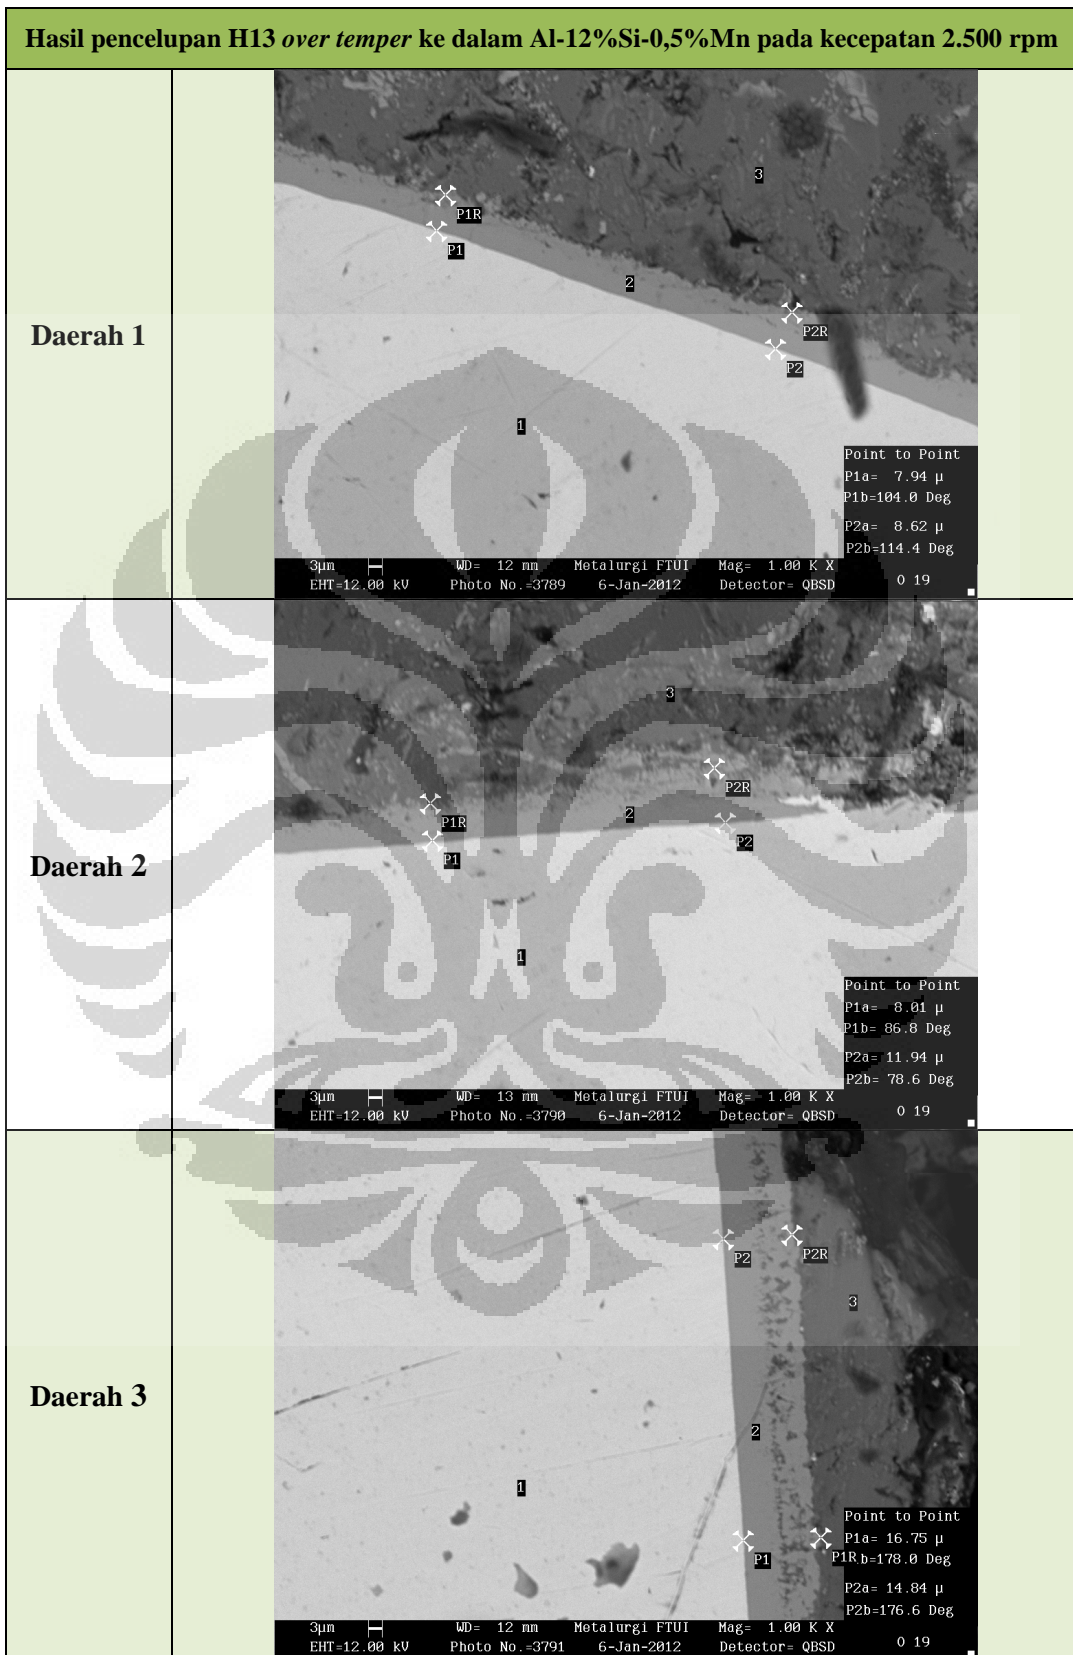 Hasil pencelupan H13 over temper ke dalam Al-12%Si-0,5%Mn pada kecepatan 2.500 rpm
Daerah 1
3
P1R
P1
2
P2R
P2
1
Point to Point
P1a= 7.94 µ
P1b=104.0 Deg
P2a= 8.62 µ
P2b=114.4 Deg
O 19
3µm WD= 12 mm Metalurgi FTUI Mag= 1.00 K X
EHT=12.00 kV Photo No.=3789 6-Jan-2012 Detector= QBSD
Daerah 2
3
P2R
P1R
2
P2
P1
1
Point to Point
P1a= 8.01 µ
P1b= 86.8 Deg
P2a= 11.94 µ
P2b= 78.6 Deg
O 19
3µm WD= 13 mm Metalurgi FTUI Mag= 1.00 K X
EHT=12.00 kV Photo No.=3790 6-Jan-2012 Detector= QBSD
Daerah 3
P2 P2R
3
2
1
Point to Point
P1a= 16.75 µ
P1 P1R.b=178.0 Deg
P2a= 14.84 µ
P2b=176.6 Deg
O 19
3µm WD= 12 mm Metalurgi FTUI Mag= 1.00 K X
EHT=12.00 kV Photo No.=3791 6-Jan-2012 Detector= QBSD